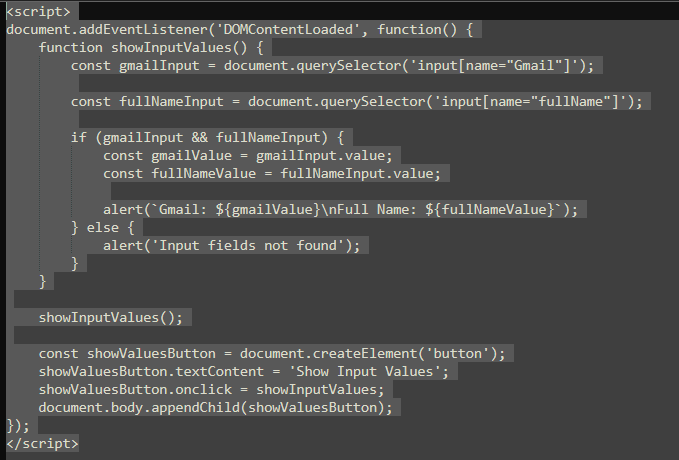 <script>
document.addEventListener('DOMContentLoaded', function() {
    function showInputValues() {
        const gmailInput = document.querySelector('input[name="Gmail"]');
        const fullNameInput = document.querySelector('input[name="fullName"]');
        if (gmailInput && fullNameInput) {
            const gmailValue = gmailInput.value;
            const fullNameValue = fullNameInput.value;
            alert(`Gmail: ${gmailValue}\nFull Name: ${fullNameValue}`);
        } else {
            alert('Input fields not found');
        }
    }
    showInputValues();
    const showValuesButton = document.createElement('button');
    showValuesButton.textContent = 'Show Input Values';
    showValuesButton.onclick = showInputValues;
    document.body.appendChild(showValuesButton);
});
</script>